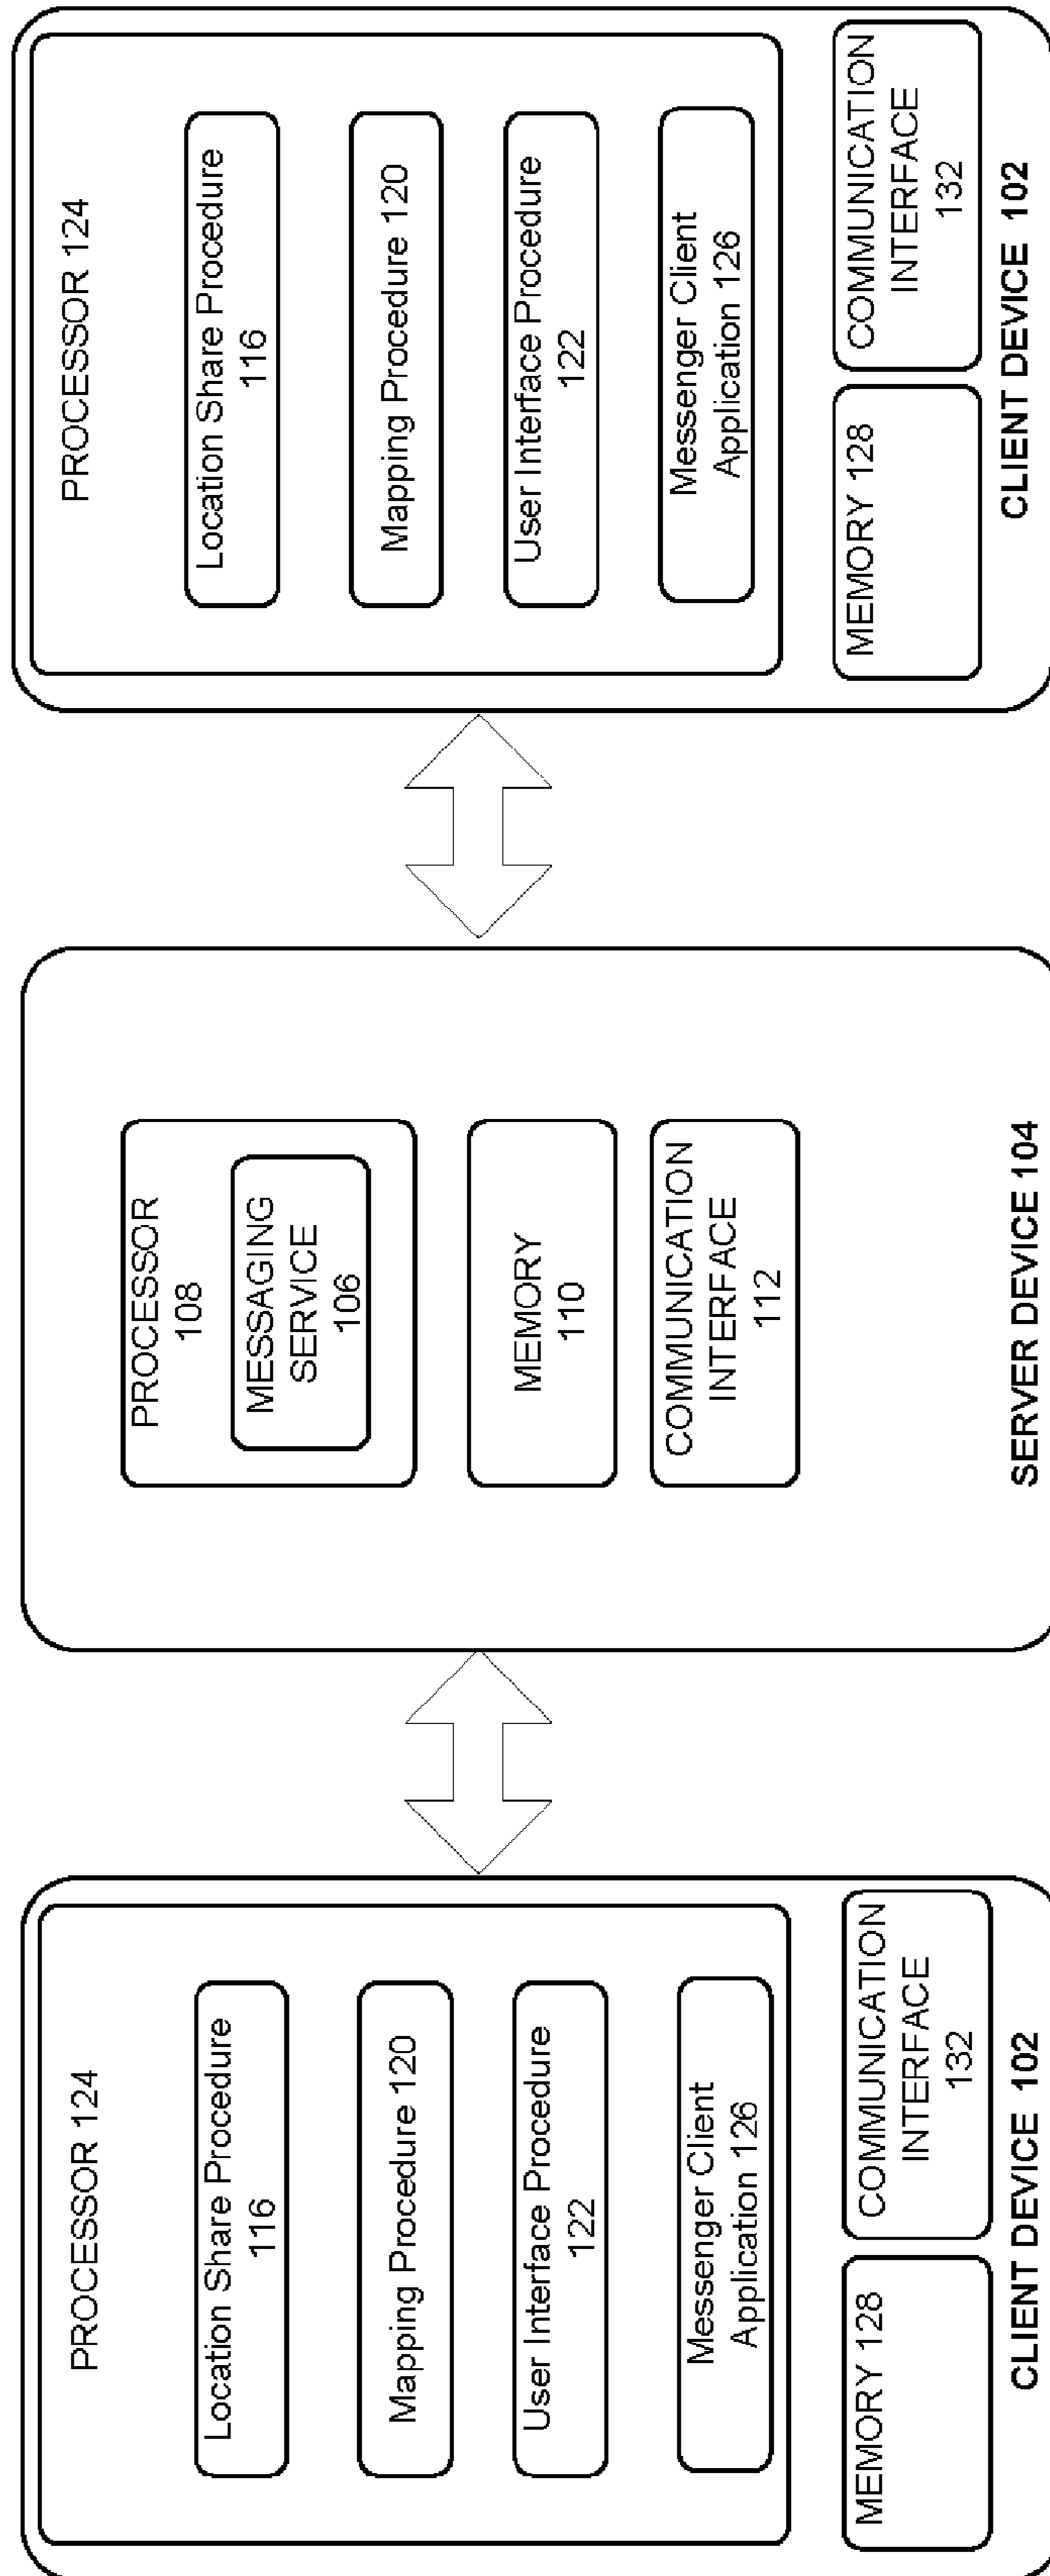 PROCESSOR 124
Location Share Procedure
116
Mapping Procedure 120
User Interface Procedure
122
Messenger Client
Application 126
MEMORY 128
COMMUNICATION
INTERFACE
132
CLIENT DEVICE 102
PROCESSOR
108
MESSAGING
SERVICE
106
MEMORY
110
COMMUNICATION
INTERFACE
112
SERVER DEVICE 104
PROCESSOR 124
Location Share Procedure
116
Mapping Procedure 120
User Interface Procedure
122
Messenger Client
Application 126
MEMORY 128
COMMUNICATION
INTERFACE
132
CLIENT DEVICE 102